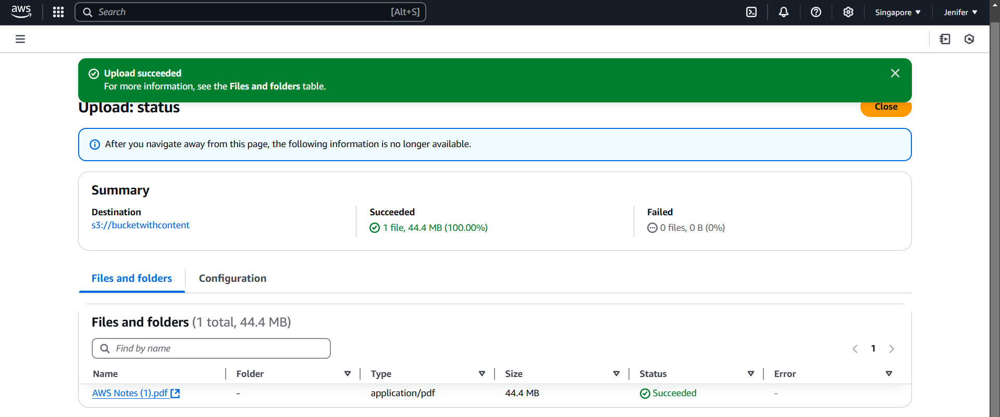 aws Search [Alt+S] Singapore Jenifer
Upload succeeded
For more information, see the Files and folders table.
Upload: status Close
After you navigate away from this page, the following information is no longer available.
Summary
Destination Succeeded Failed
s3://bucketwithcontent 1 file, 44.4 MB (100.00%) 0 files, 0 B (0%)
Files and folders Configuration
Files and folders (1 total, 44.4 MB)
Find by name 1
Name Folder Type Size Status Error
AWS Notes (1).pdf - application/pdf 44.4 MB Succeeded -